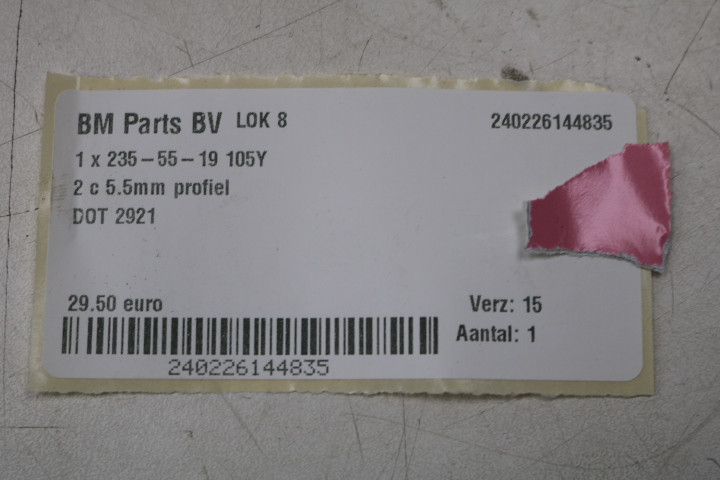 BM Parts BV LOK 8 240226144835
1 x 235-55-19 105Y
2 c 5.5mm profiel
DOT 2921
29.50 euro Verz: 15
Aantal: 1
240226144835